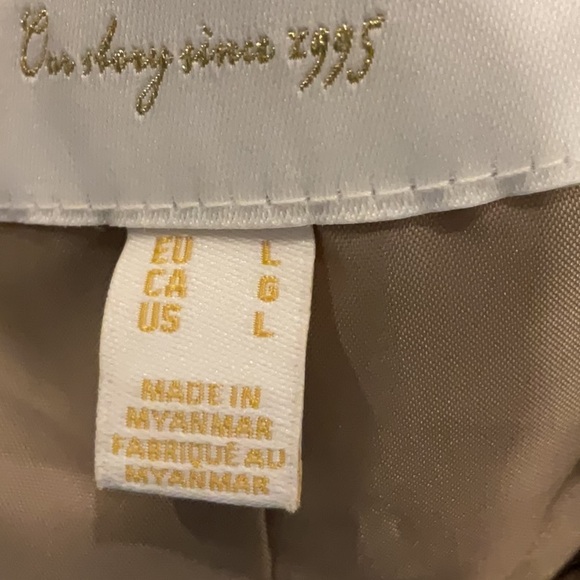 Our story since 1995
EU L
CA G
US L
MADE IN
MYANMAR
FABRIQUÉ AU
MYANMAR